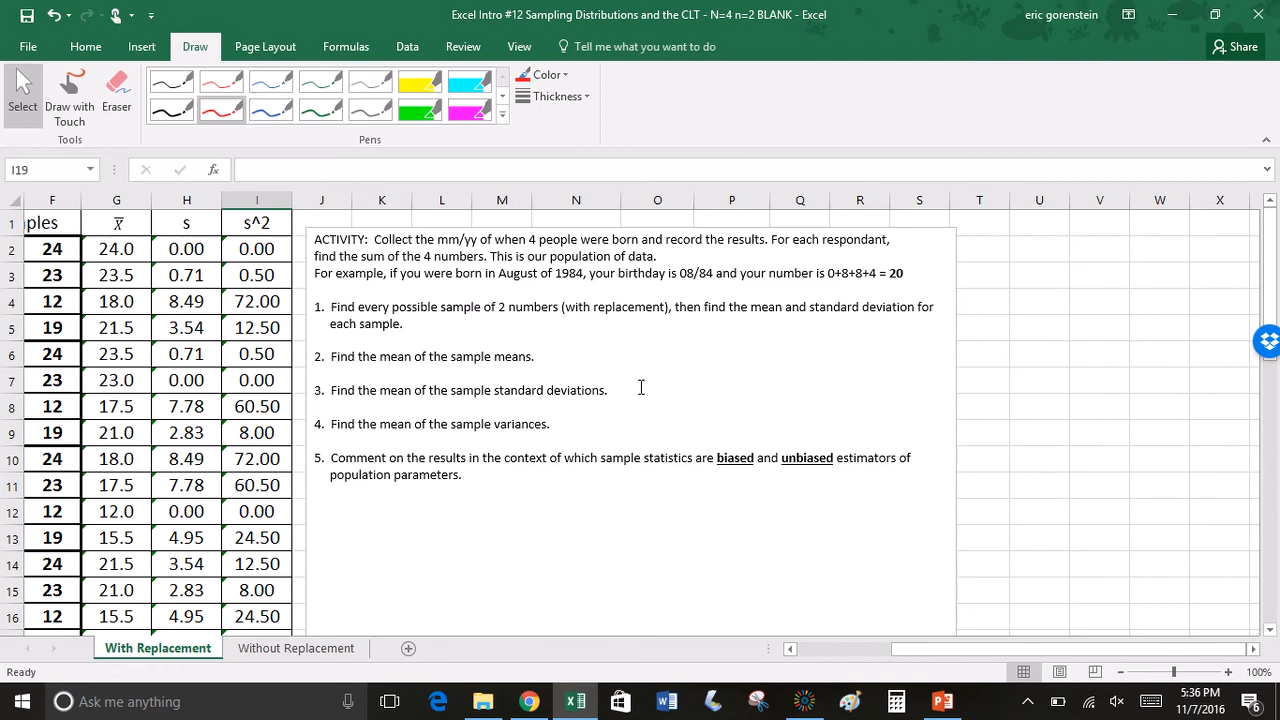 Excel Intro #12 Sampling Distributions and the CLT - N=4 n=2 BLANK - Excel
eric gorenstein
File Home Insert Draw Page Layout Formulas Data Review View Tell me what you want to do Share
Select
Draw with Touch
Eraser
Tools
Color
Thickness
Pens
I19
fx
F G H I J K L M N O P Q R S T U V W X
1 ples X̅ s s^2
2 24 24.0 0.00 0.00
3 23 23.5 0.71 0.50
4 12 18.0 8.49 72.00
5 19 21.5 3.54 12.50
6 24 23.5 0.71 0.50
7 23 23.0 0.00 0.00
8 12 17.5 7.78 60.50
9 19 21.0 2.83 8.00
10 24 18.0 8.49 72.00
11 23 17.5 7.78 60.50
12 12 12.0 0.00 0.00
13 19 15.5 4.95 24.50
14 24 21.5 3.54 12.50
15 23 21.0 2.83 8.00
16 12 15.5 4.95 24.50
ACTIVITY: Collect the mm/yy of when 4 people were born and record the results. For each respondant,
find the sum of the 4 numbers. This is our population of data.
For example, if you were born in August of 1984, your birthday is 08/84 and your number is 0+8+8+4 = 20
1. Find every possible sample of 2 numbers (with replacement), then find the mean and standard deviation for
each sample.
2. Find the mean of the sample means.
3. Find the mean of the sample standard deviations.
4. Find the mean of the sample variances.
5. Comment on the results in the context of which sample statistics are biased and unbiased estimators of
population parameters.
With Replacement Without Replacement
Ready
100%
Ask me anything
5:36 PM
11/7/2016
6